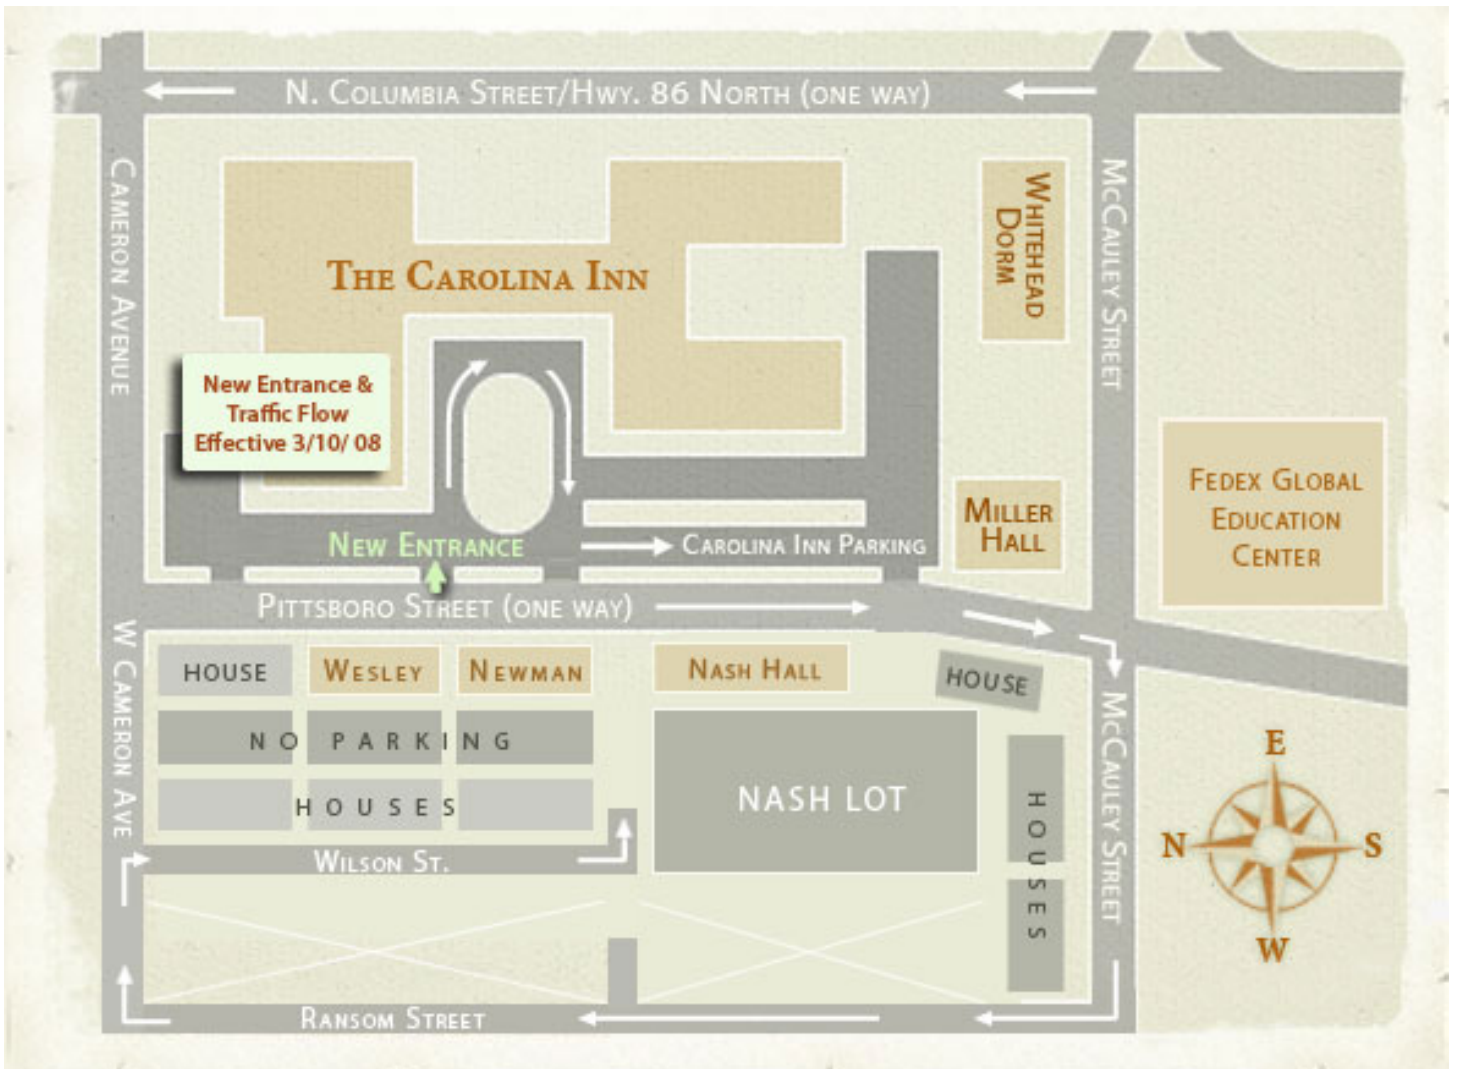 N. COLUMBIA STREET/HWY. 86 NORTH (ONE WAY)
CAMERON AVENUE
WHITEHEAD
DORM
MCCAULEY STREET
THE CAROLINA INN
New Entrance &
Traffic Flow
Effective 3/10/ 08
FEDEX GLOBAL
EDUCATION
CENTER
MILLER
HALL
NEW ENTRANCE
CAROLINA INN PARKING
PITTSBORO STREET (ONE WAY)
W CAMERON AVE
HOUSE
WESLEY
NEWMAN
NASH HALL
HOUSE
MCCAULEY STREET
NO PARKING
HOUSES
NASH LOT
HOUSES
E
N
S
W
WILSON ST.
RANSOM STREET